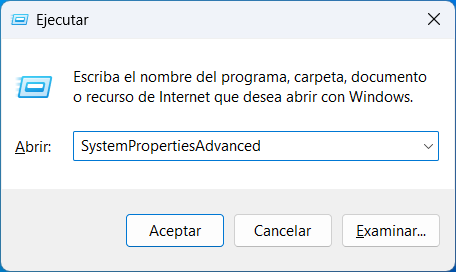 Ejecutar
Escriba el nombre del programa, carpeta, documento
o recurso de Internet que desea abrir con Windows.
Abrir: SystemPropertiesAdvanced
Aceptar Cancelar Examinar...